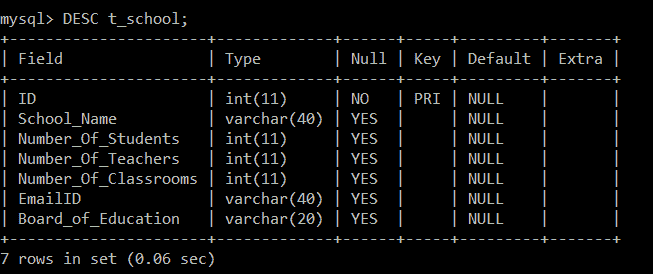 mysql> DESC t_school;
+----------------------+-------------+------+-----+---------+-------+
| Field                | Type        | Null | Key | Default | Extra |
+----------------------+-------------+------+-----+---------+-------+
| ID                   | int(11)     | NO   | PRI | NULL    |       |
| School_Name          | varchar(40) | YES  |     | NULL    |       |
| Number_Of_Students   | int(11)     | YES  |     | NULL    |       |
| Number_Of_Teachers   | int(11)     | YES  |     | NULL    |       |
| Number_Of_Classrooms | int(11)     | YES  |     | NULL    |       |
| EmailID              | varchar(40) | YES  |     | NULL    |       |
| Board_of_Education   | varchar(20) | YES  |     | NULL    |       |
+----------------------+-------------+------+-----+---------+-------+
7 rows in set (0.06 sec)